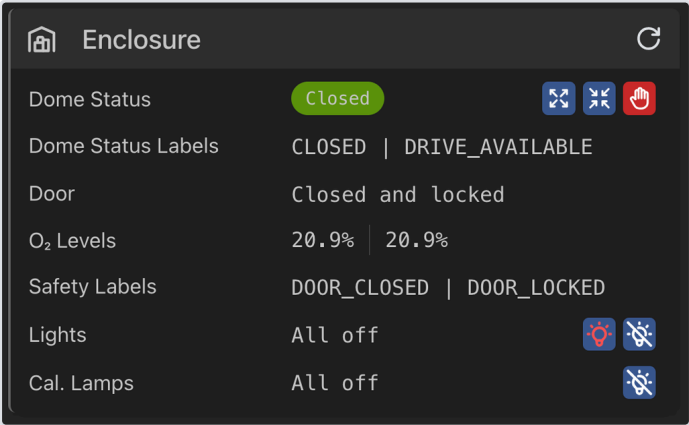 Enclosure
Dome Status Closed
Dome Status Labels CLOSED | DRIVE_AVAILABLE
Door Closed and locked
O₂ Levels 20.9% 20.9%
Safety Labels DOOR_CLOSED | DOOR_LOCKED
Lights All off
Cal. Lamps All off